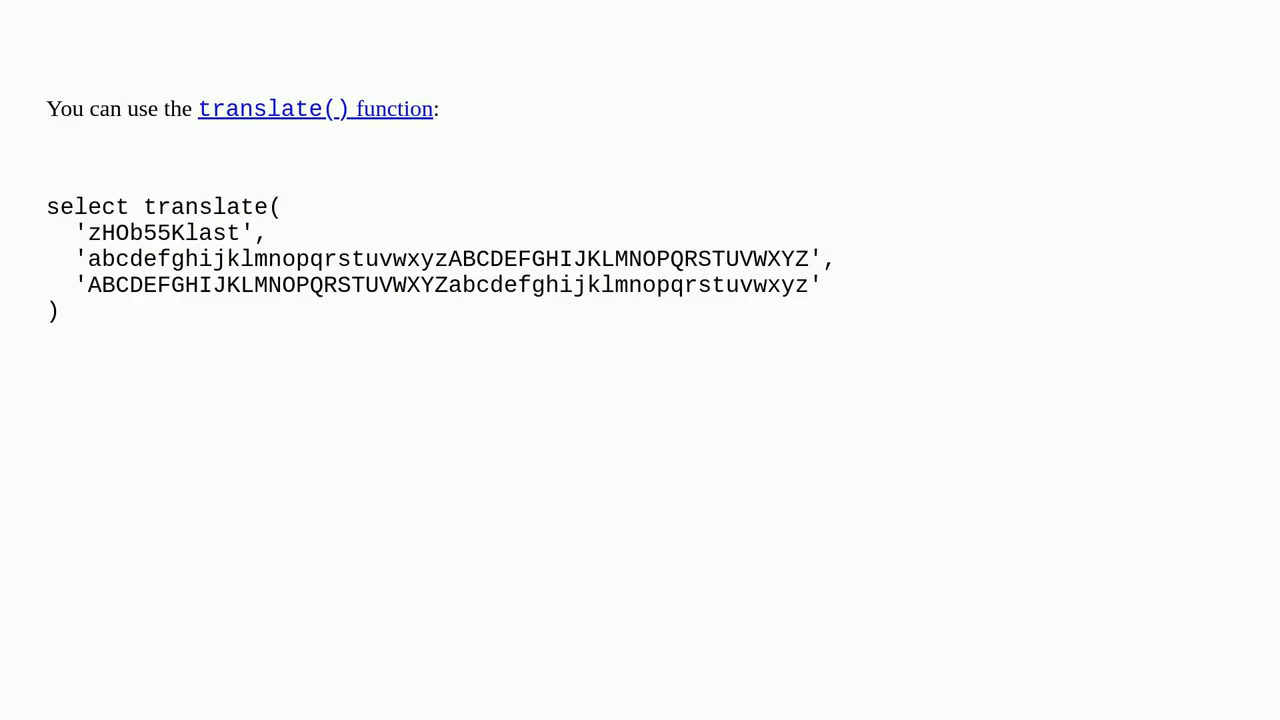 You can use the translate() function:
select translate(
  'zHOb55Klast',
  'abcdefghijklmnopqrstuvwxyzABCDEFGHIJKLMNOPQRSTUVWXYZ',
  'ABCDEFGHIJKLMNOPQRSTUVWXYZabcdefghijklmnopqrstuvwxyz'
)